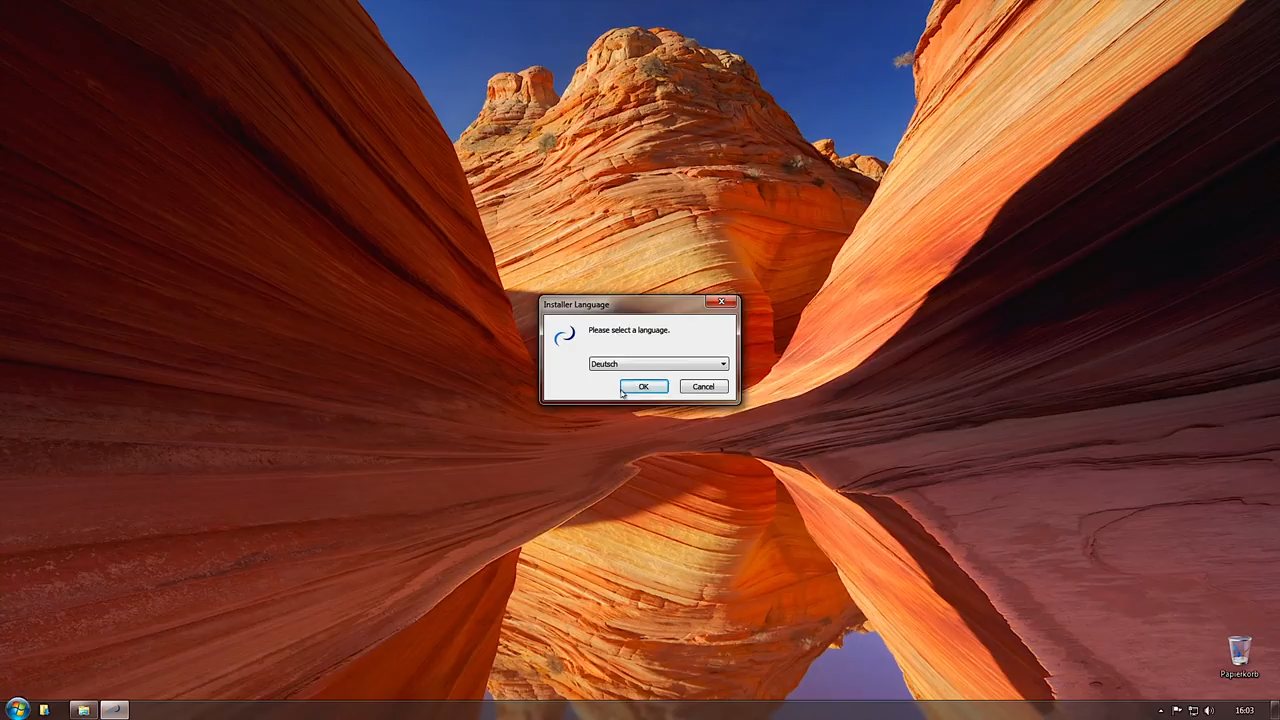 Installer Language
Please select a language.
Deutsch
OK
Cancel
Papierkorb
16:03